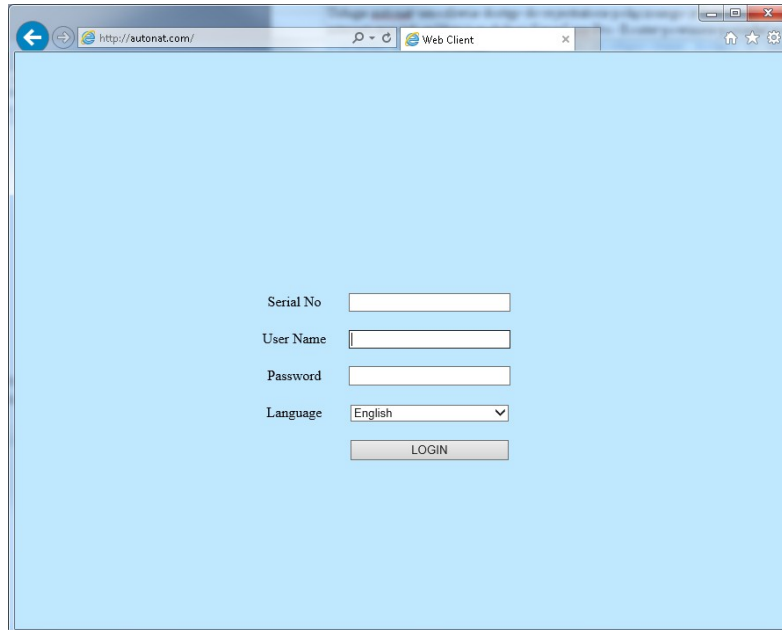 http://autonat.com/
Web Client
Serial No
User Name
Password
Language
English
LOGIN